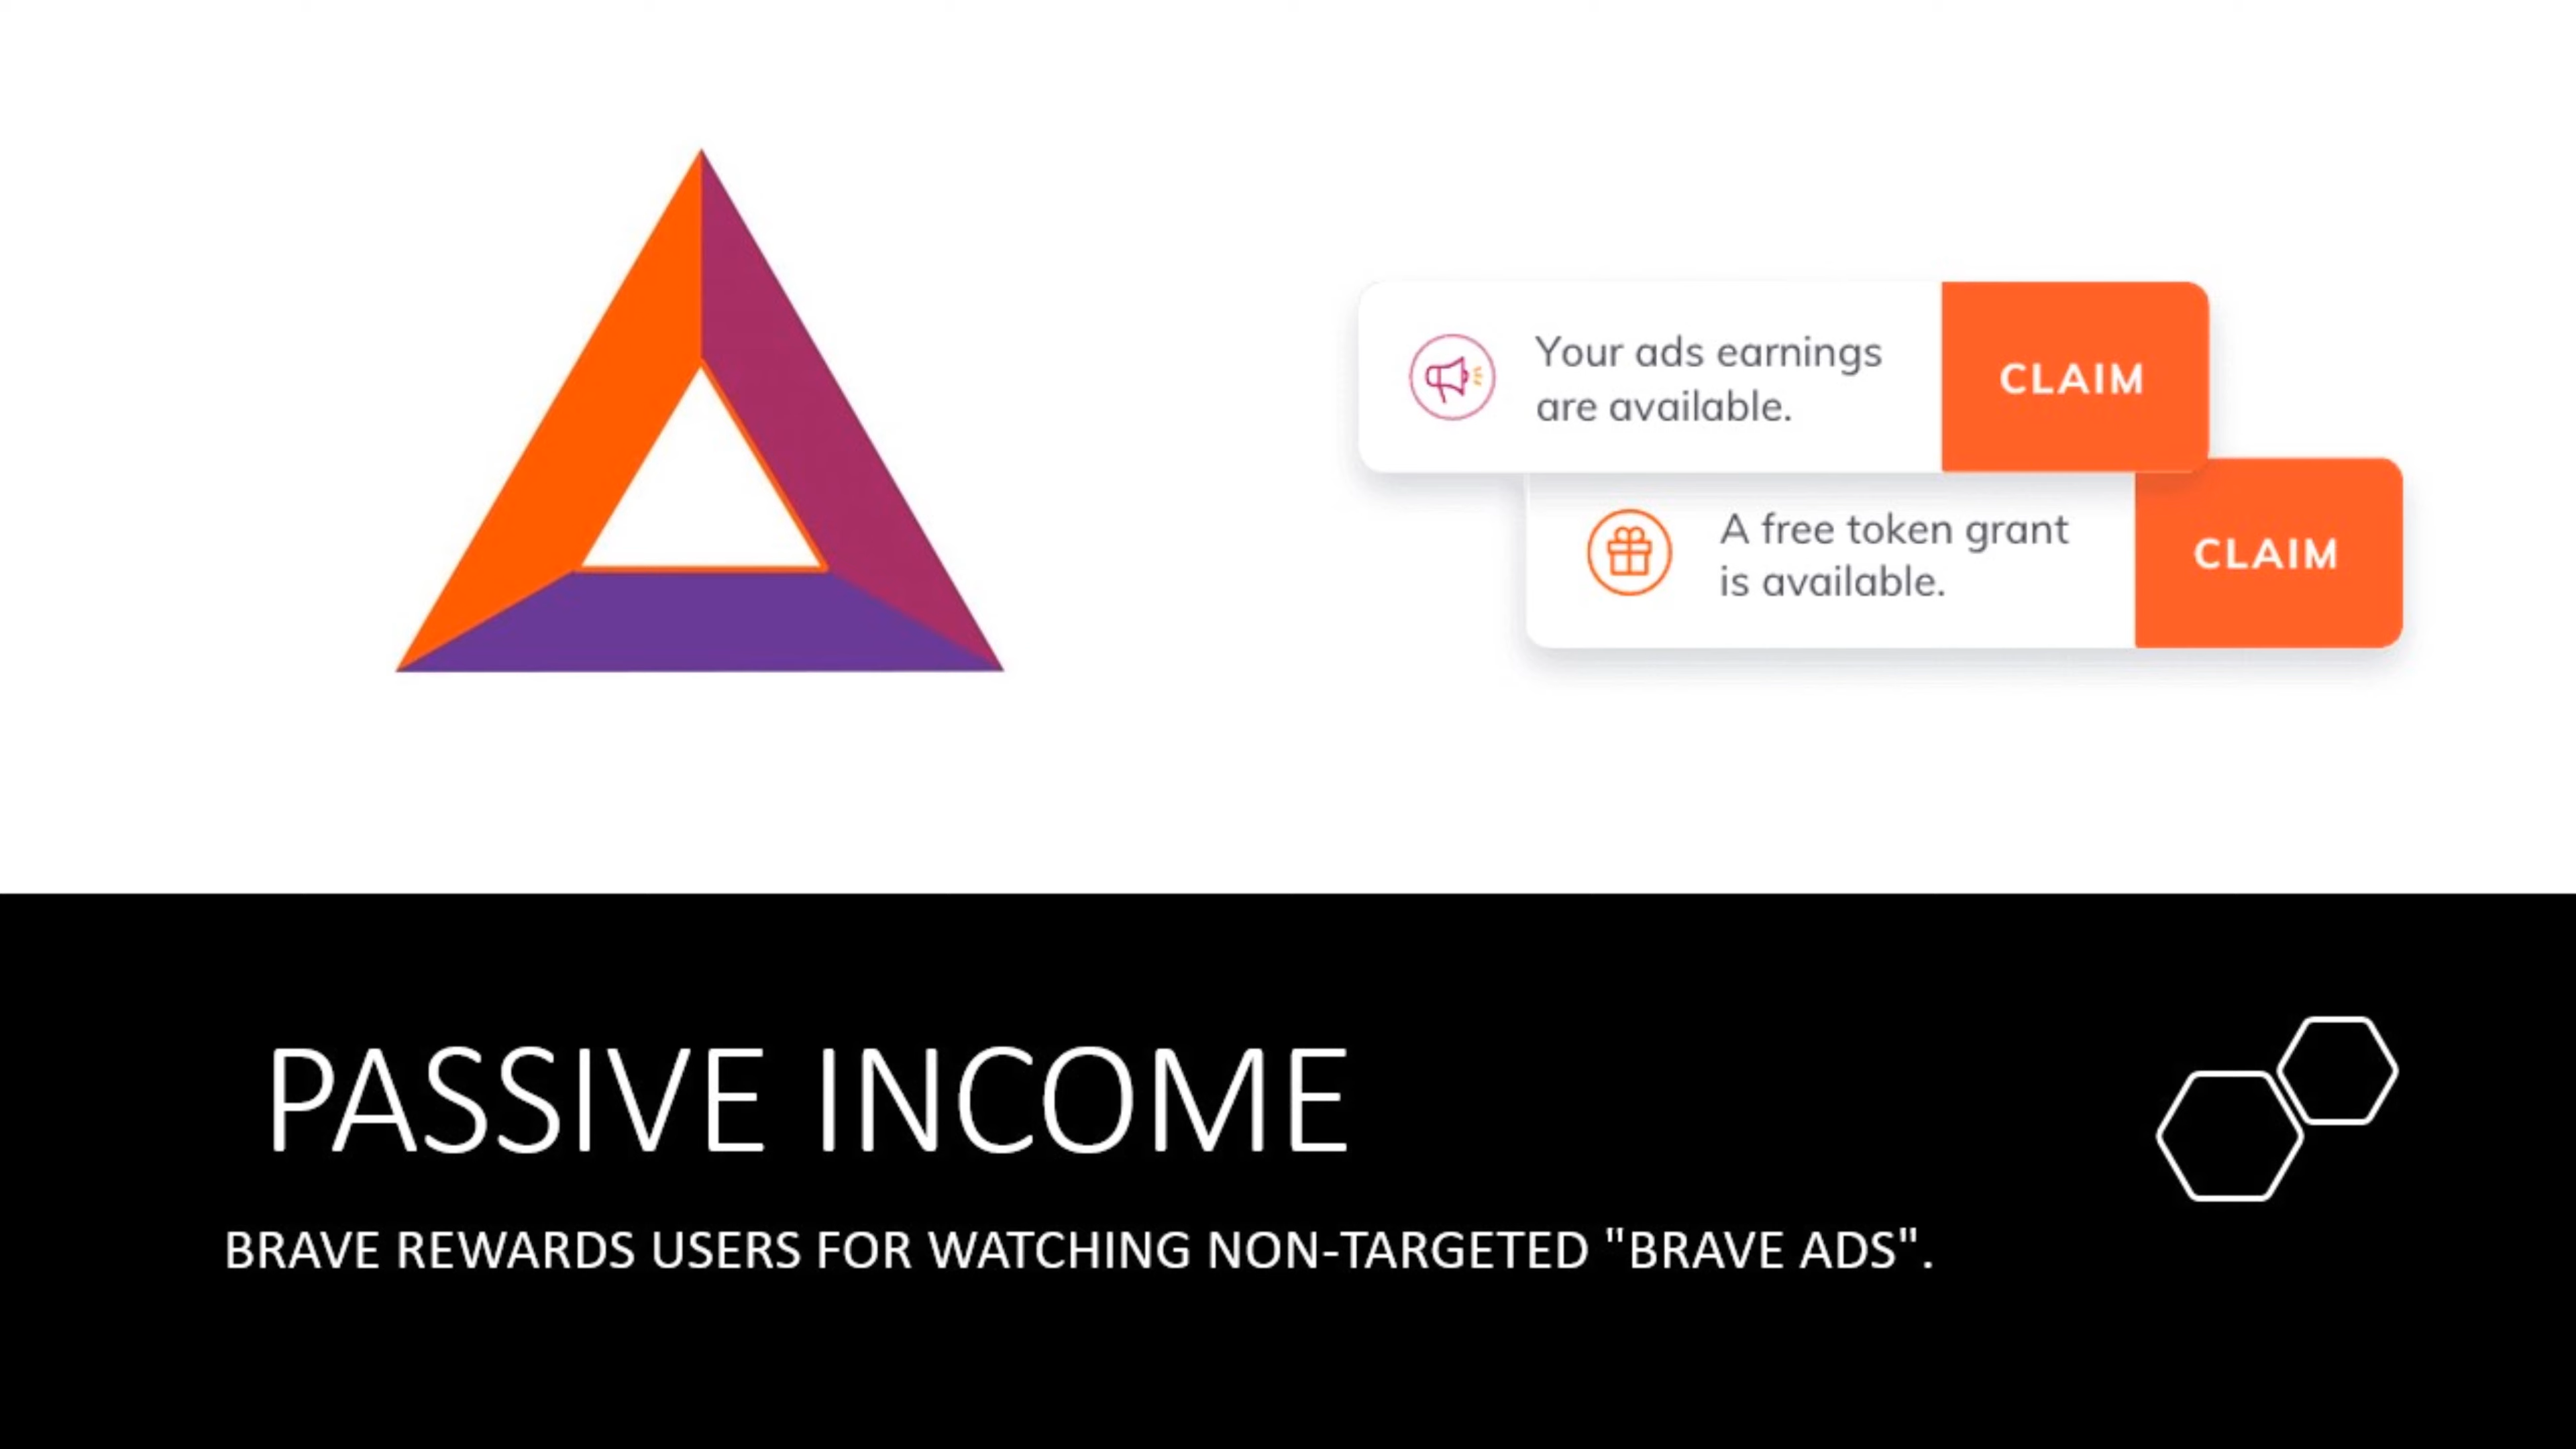 Your ads earnings
are available.
CLAIM
A free token grant
is available.
CLAIM
PASSIVE INCOME
BRAVE REWARDS USERS FOR WATCHING NON-TARGETED "BRAVE ADS".